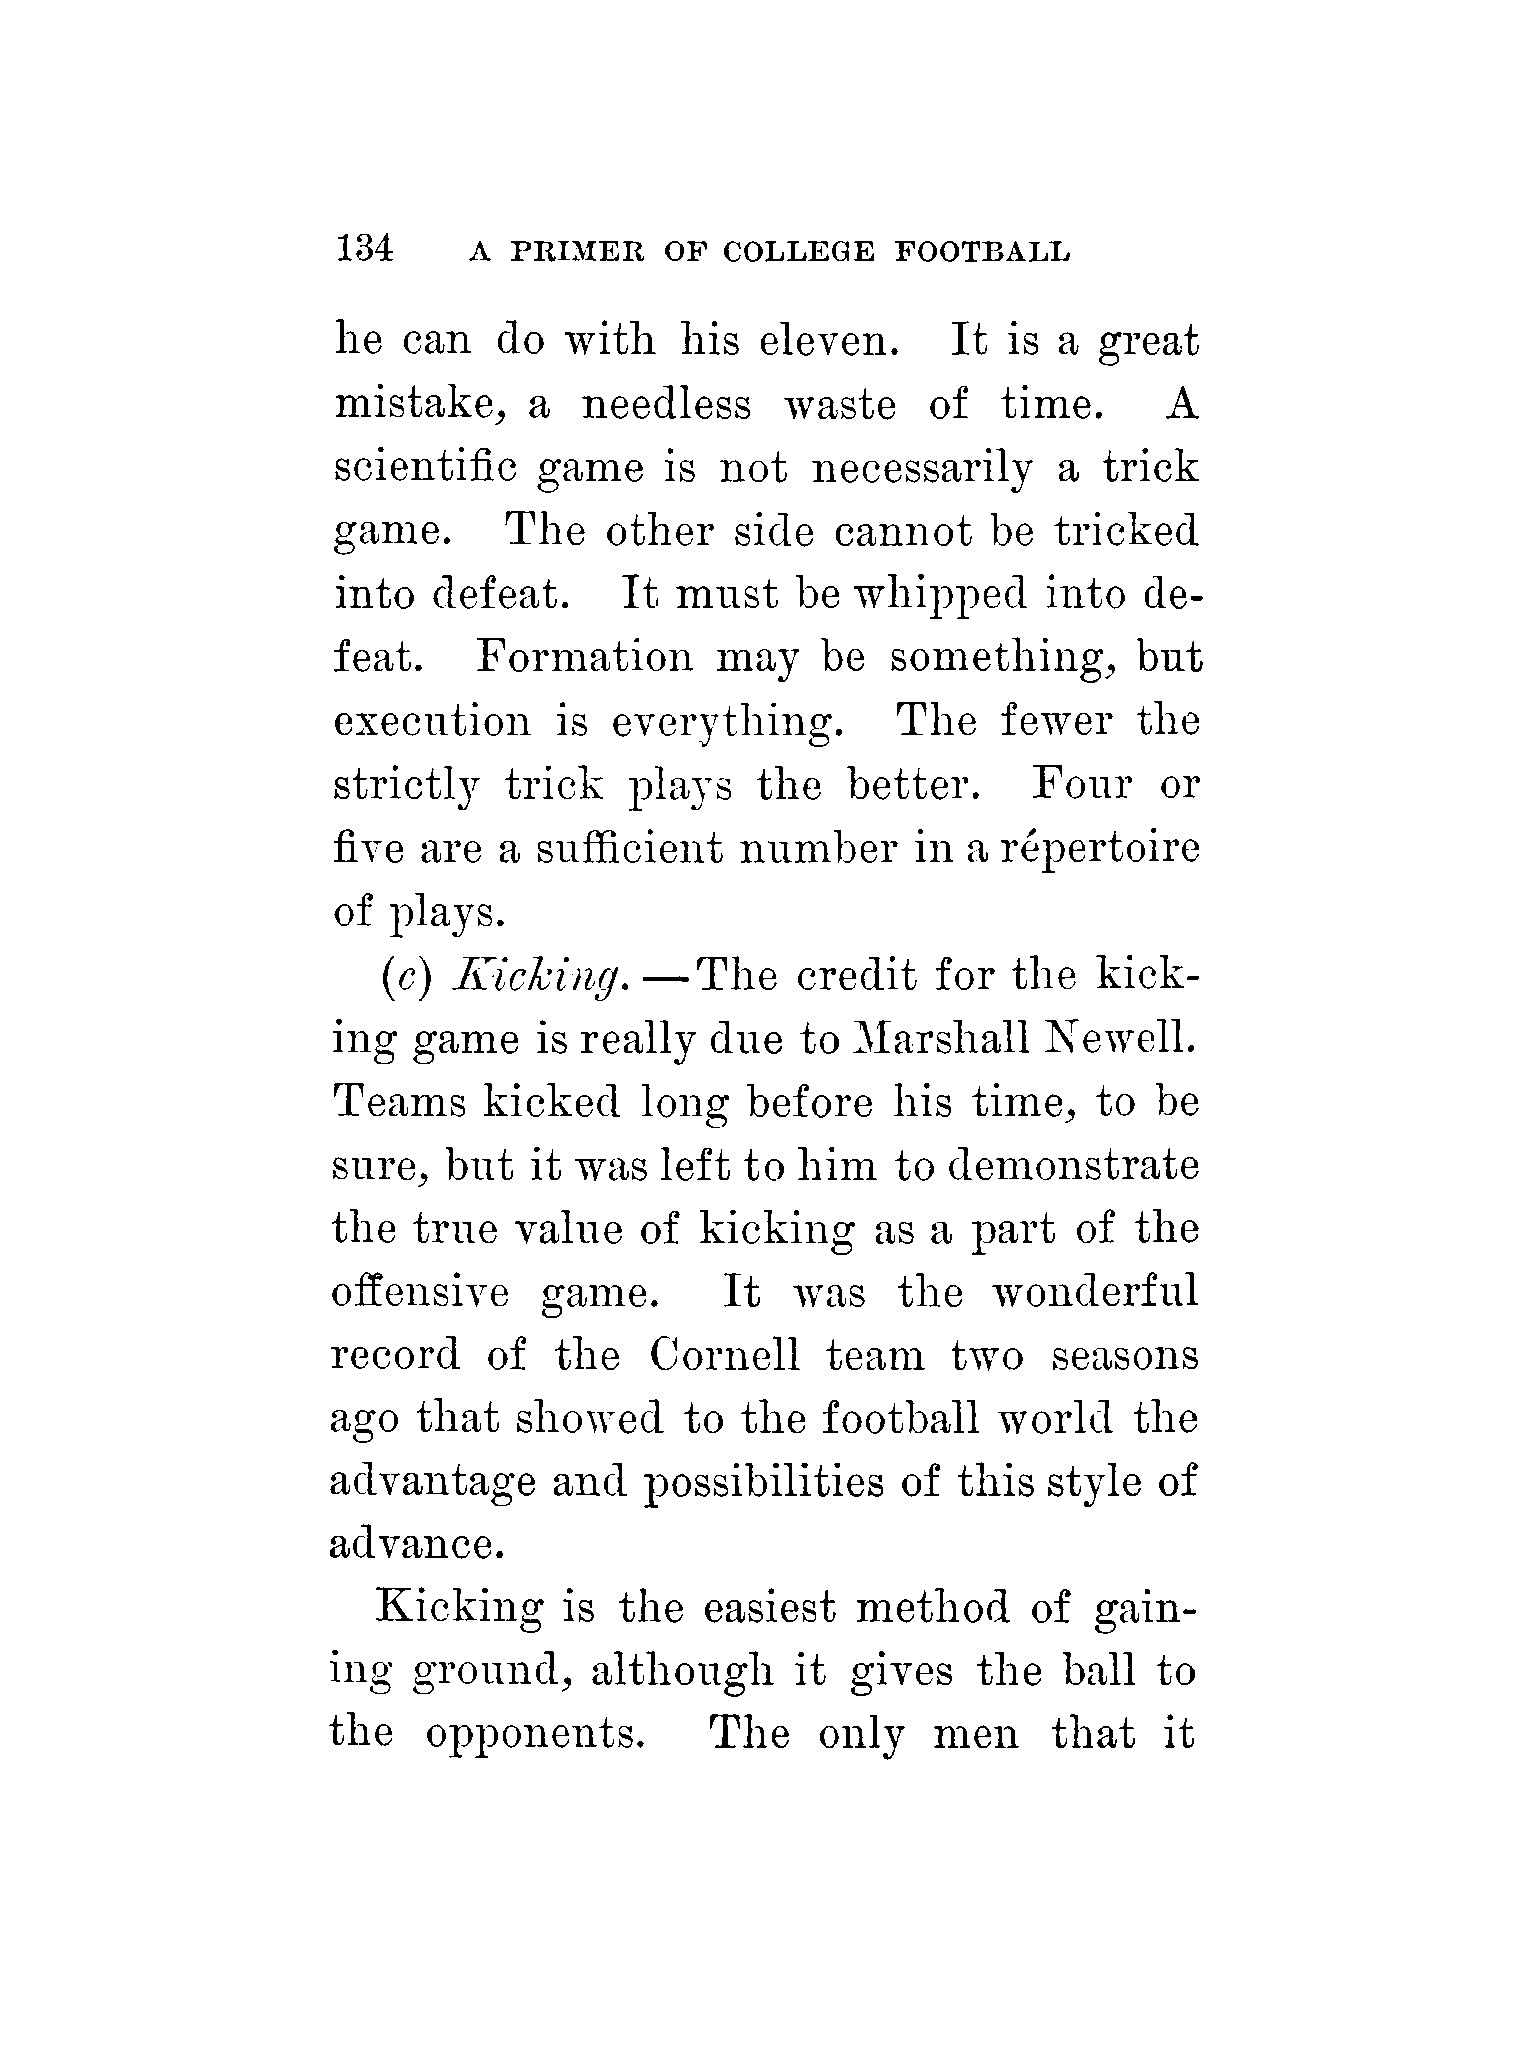 134 A PRIMER OF COLLEGE FOOTBALL
he can do with his eleven. It is a great
mistake, a needless waste of time. A
scientific game is not necessarily a trick
game. The other side cannot be tricked
into defeat. It must be whipped into de-
feat. Formation may be something, but
execution is everything. The fewer the
strictly trick plays the better. Four or
five are a sufficient number in a répertoire
of plays.
(c) Kicking.—The credit for the kick-
ing game is really due to Marshall Newell.
Teams kicked long before his time, to be
sure, but it was left to him to demonstrate
the true value of kicking as a part of the
offensive game. It was the wonderful
record of the Cornell team two seasons
ago that showed to the football world the
advantage and possibilities of this style of
advance.
Kicking is the easiest method of gain-
ing ground, although it gives the ball to
the opponents. The only men that it